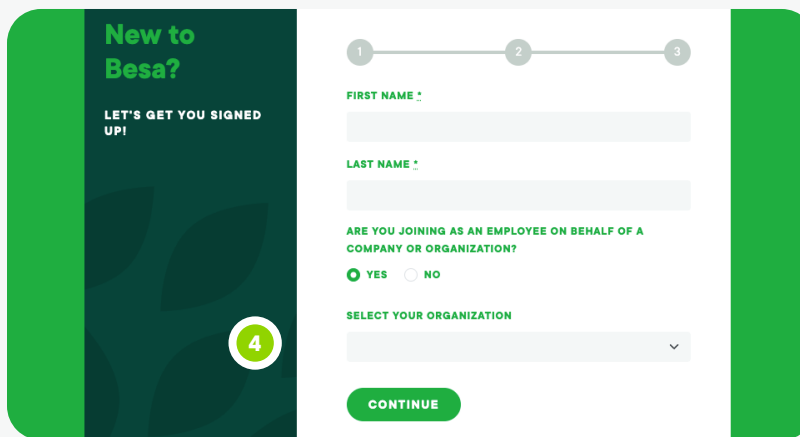 New to
Besa?
LET'S GET YOU SIGNED
UP!
4
1 2 3
FIRST NAME *
LAST NAME *
ARE YOU JOINING AS AN EMPLOYEE ON BEHALF OF A
COMPANY OR ORGANIZATION?
YES NO
SELECT YOUR ORGANIZATION
CONTINUE